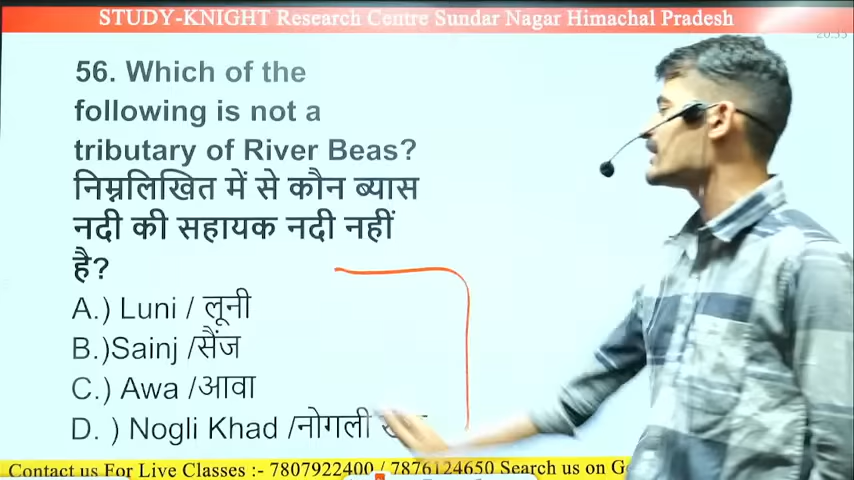 STUDY-KNIGHT Research Centre Sundar Nagar Himachal Pradesh
20:35
56. Which of the
following is not a
tributary of River Beas?
निम्नलिखित में से कौन ब्यास
नदी की सहायक नदी नहीं
है?
A.) Luni / लूनी
B.)Sainj /सैंज
C.) Awa /आवा
D. ) Nogli Khad /नोगली
Contact us For Live Classes :- 7807922400 / 7876124650 Search us on